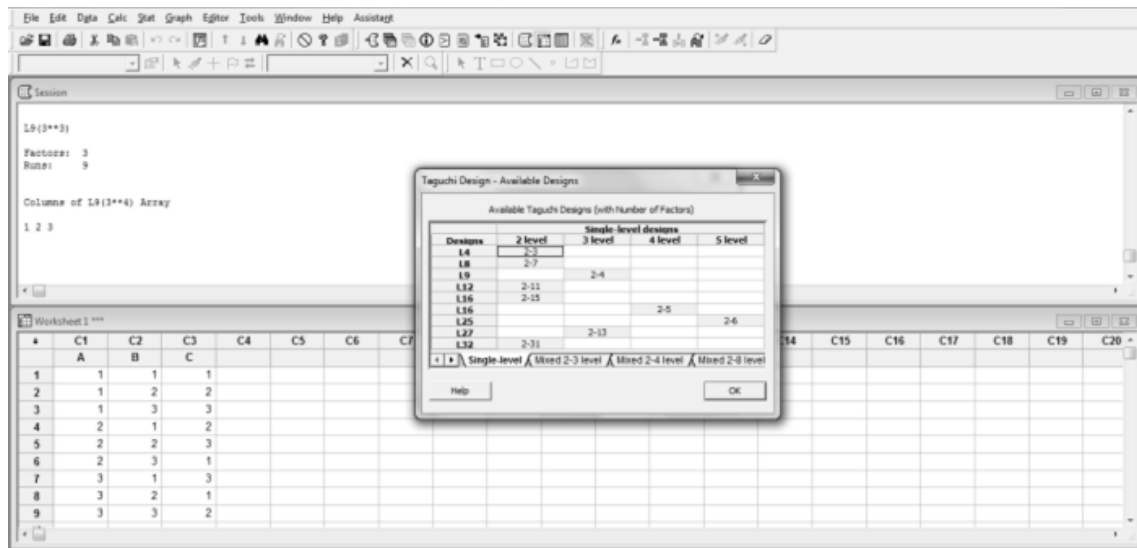 File Edit Data Calc Stat Graph Editor Tools Window Help Assistant
Session
L9(3**3)
Factors: 3
Runs: 9
Columns of L9(3**4) Array
1 2 3
Taguchi Design - Available Designs
Available Taguchi Designs (with Number of Factors)
Single-level designs
Designs 2 level 3 level 4 level 5 level
L4 2-3
L8 2-7
L9 2-4
L12 2-11
L16 2-15
L16 2-5
L25 2-6
L27 2-13
L32 2-31
Single-level Mixed 2-3 level Mixed 2-4 level Mixed 2-8 level
Help OK
Worksheet 1 ***
C1 C2 C3 C4 C5 C6 C7 C14 C15 C16 C17 C18 C19 C20
A B C
1 1 1 1
2 1 2 2
3 1 3 3
4 2 1 2
5 2 2 3
6 2 3 1
7 3 1 3
8 3 2 1
9 3 3 2